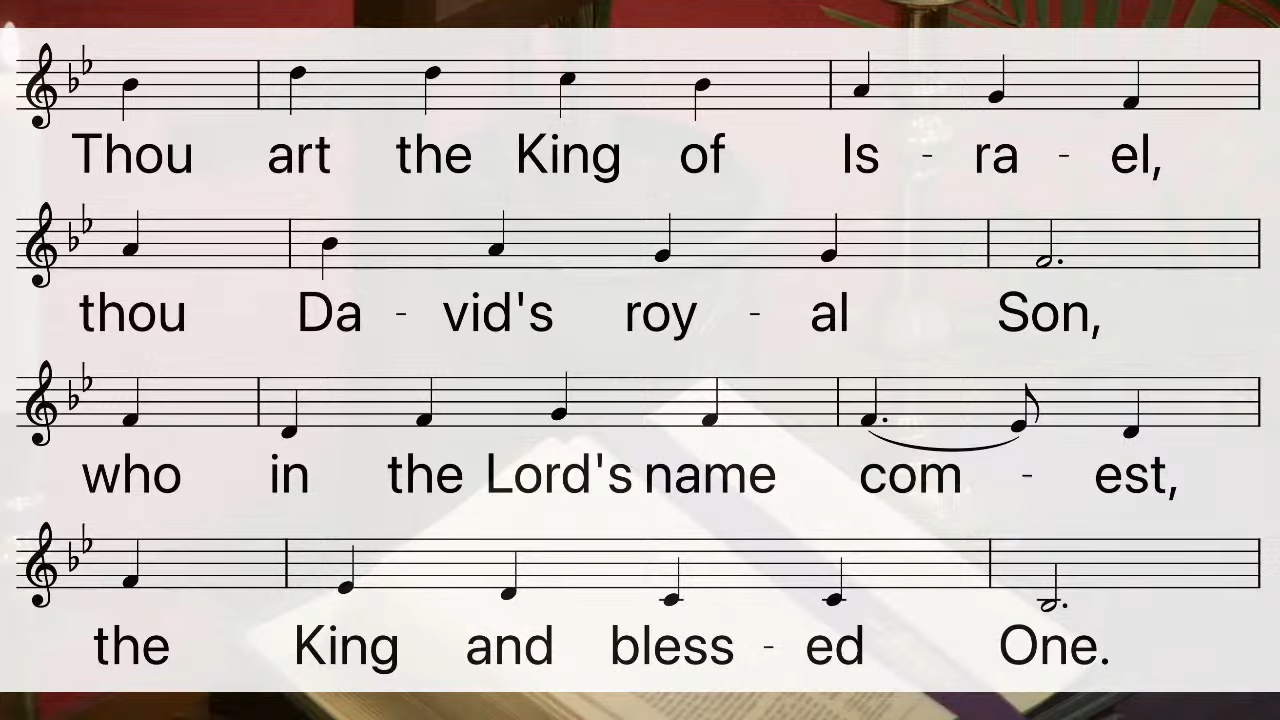 Thou art the King of Is - ra - el,
thou Da - vid's roy - al Son,
who in the Lord's name com - est,
the King and bless - ed One.